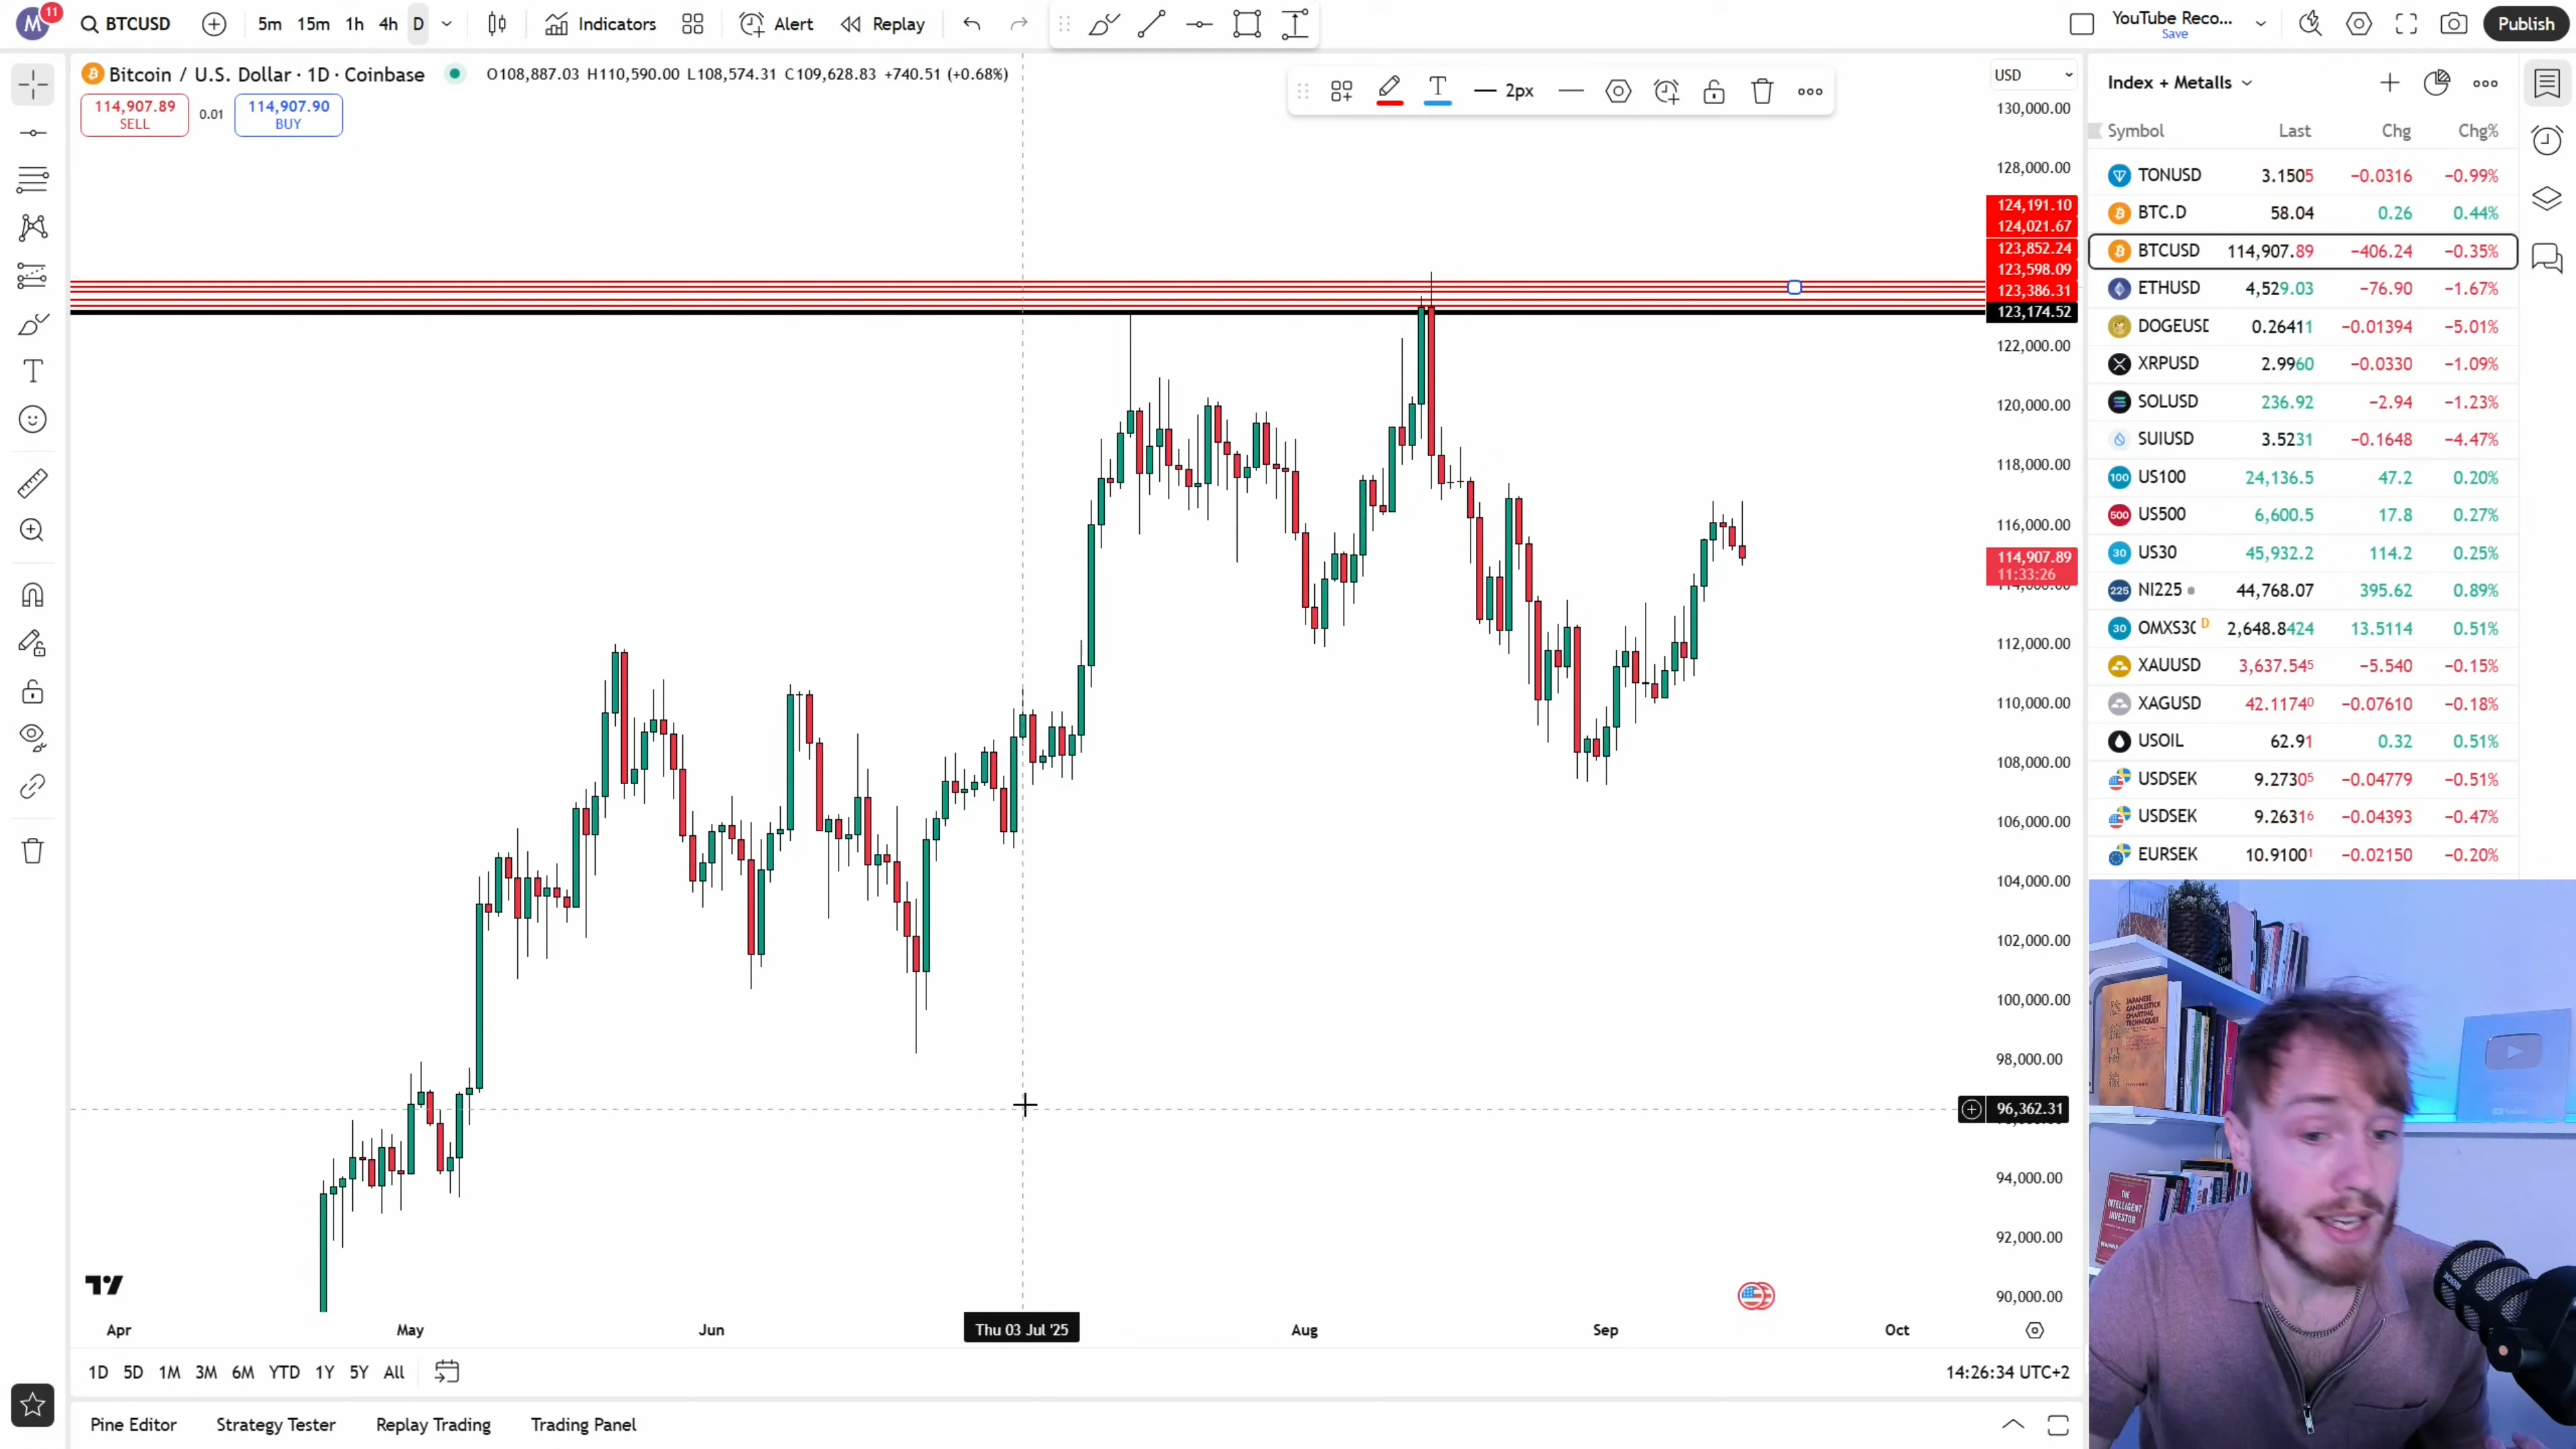 M 11 BTCUSD 5m 15m 1h 4h D Indicators Alert Replay YouTube Reco... Save Publish
Bitcoin / U.S. Dollar · 1D · Coinbase O108,887.03 H110,590.00 L108,574.31 C109,628.83 +740.51 (+0.68%)
114,907.89 SELL 0.01 114,907.90 BUY
T 2px
USD
130,000.00
128,000.00
124,191.10
124,021.67
123,852.24
123,598.09
123,386.31
123,174.52
122,000.00
120,000.00
118,000.00
116,000.00
114,907.89
11:33:26
112,000.00
110,000.00
108,000.00
106,000.00
104,000.00
102,000.00
100,000.00
98,000.00
96,362.31
94,000.00
92,000.00
90,000.00
Apr May Jun Thu 03 Jul '25 Aug Sep Oct
1D 5D 1M 3M 6M YTD 1Y 5Y All 14:26:34 UTC+2
Pine Editor Strategy Tester Replay Trading Trading Panel
Index + Metalls
Symbol Last Chg Chg%
TONUSD 3.1505 −0.0316 −0.99%
BTC.D 58.04 0.26 0.44%
BTCUSD 114,907.89 −406.24 −0.35%
ETHUSD 4,529.03 −76.90 −1.67%
DOGEUSD 0.26411 −0.01394 −5.01%
XRPUSD 2.9960 −0.0330 −1.09%
SOLUSD 236.92 −2.94 −1.23%
SUIUSD 3.5231 −0.1648 −4.47%
100 US100 24,136.5 47.2 0.20%
500 US500 6,600.5 17.8 0.27%
30 US30 45,932.2 114.2 0.25%
225 NI225 44,768.07 395.62 0.89%
30 OMXS30 D 2,648.8424 13.5114 0.51%
XAUUSD 3,637.545 −5.540 −0.15%
XAGUSD 42.11740 −0.07610 −0.18%
USOIL 62.91 0.32 0.51%
USDSEK 9.27305 −0.04779 −0.51%
USDSEK 9.26316 −0.04393 −0.47%
EURSEK 10.91001 −0.02150 −0.20%
JAPANESE
CANDLESTICK
CHARTING
TECHNIQUES
THE
INTELLIGENT
INVESTOR
RODE